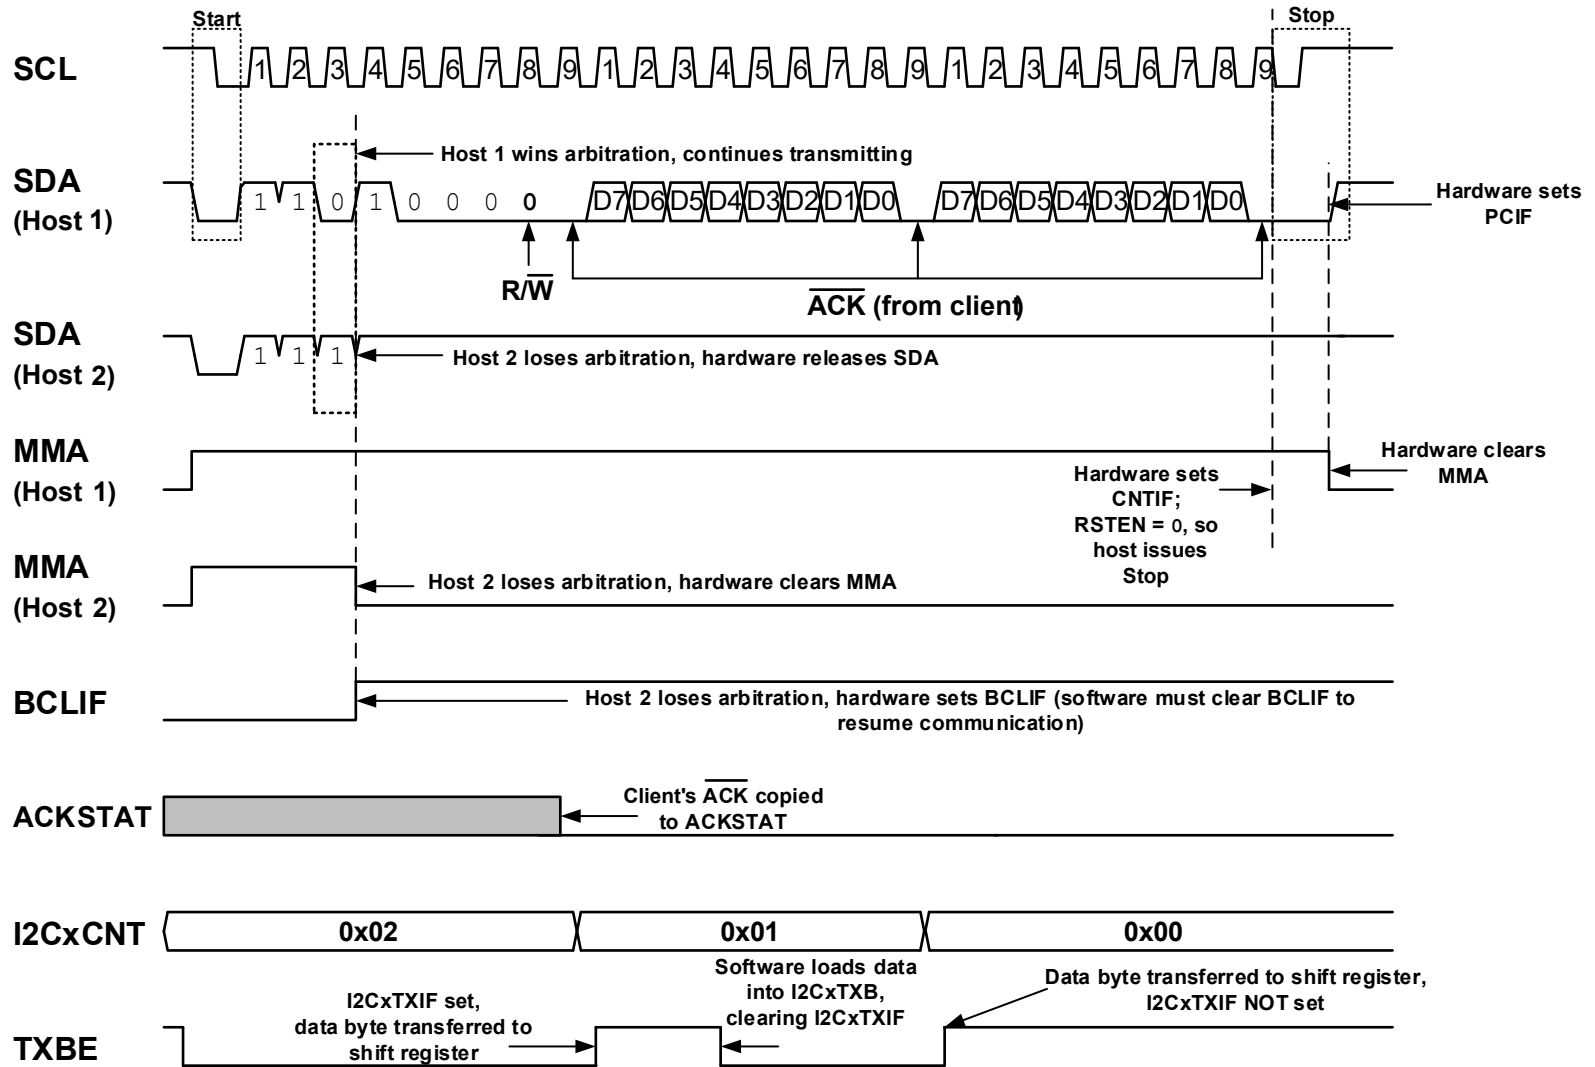 Start
Stop
SCL
1 2 3 4 5 6 7 8 9 1 2 3 4 5 6 7 8 9 1 2 3 4 5 6 7 8 9
Host 1 wins arbitration, continues transmitting
SDA
(Host 1)
1 1 0 1 0 0 0 0 D7 D6 D5 D4 D3 D2 D1 D0 D7 D6 D5 D4 D3 D2 D1 D0
Hardware sets
PCIF
R/W
ACK (from client)
SDA
(Host 2)
1 1 1
Host 2 loses arbitration, hardware releases SDA
MMA
(Host 1)
Hardware clears
MMA
Hardware sets
CNTIF;
RSTEN = 0, so
host issues
Stop
MMA
(Host 2)
Host 2 loses arbitration, hardware clears MMA
BCLIF
Host 2 loses arbitration, hardware sets BCLIF (software must clear BCLIF to
resume communication)
ACKSTAT
Client's ACK copied
to ACKSTAT
I2CxCNT
0x02 0x01 0x00
I2CxTXIF set,
data byte transferred to
shift register
Software loads data
into I2CxTXB,
clearing I2CxTXIF
Data byte transferred to shift register,
I2CxTXIF NOT set
TXBE